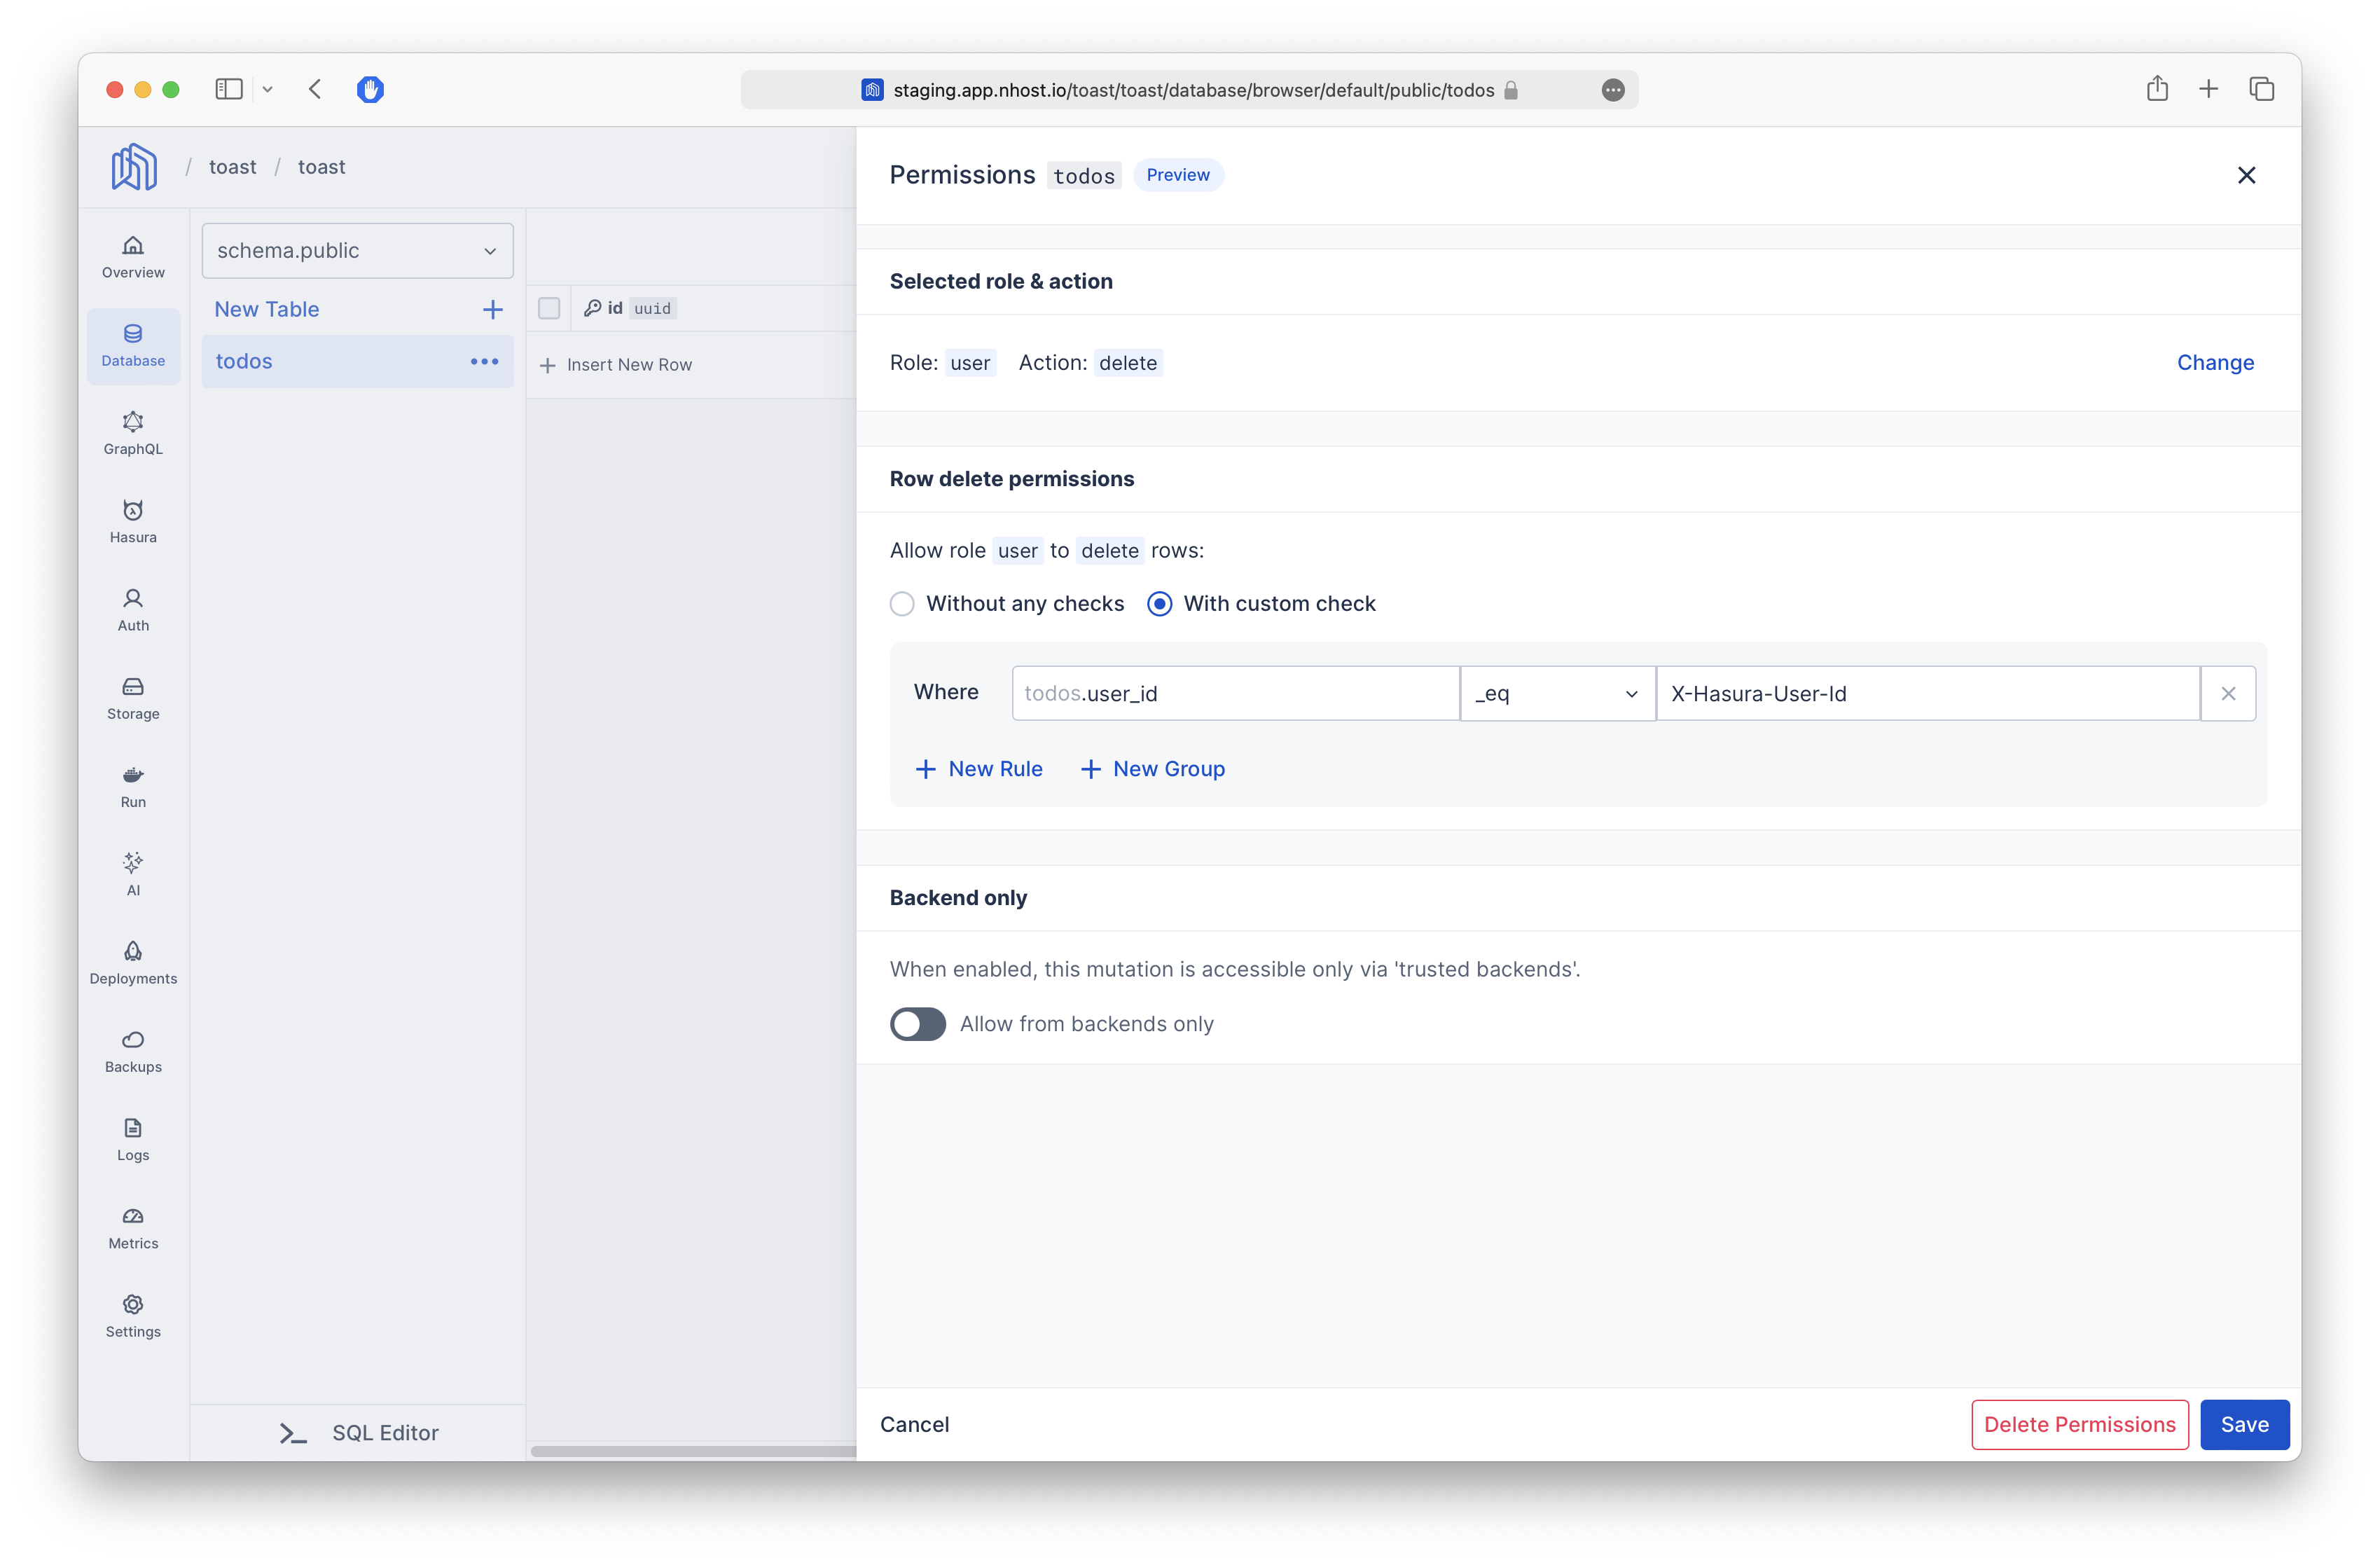 staging.app.nhost.io/toast/toast/database/browser/default/public/todos
/ toast / toast
Overview
Database
GraphQL
Hasura
Auth
Storage
Run
AI
Deployments
Backups
Logs
Metrics
Settings
schema.public
New Table
todos
SQL Editor
id uuid
Insert New Row
Permissions todos Preview
Selected role & action
Role: user Action: delete Change
Row delete permissions
Allow role user to delete rows:
Without any checks With custom check
Where todos.user_id _eq X-Hasura-User-Id
New Rule New Group
Backend only
When enabled, this mutation is accessible only via 'trusted backends'.
Allow from backends only
Cancel Delete Permissions Save